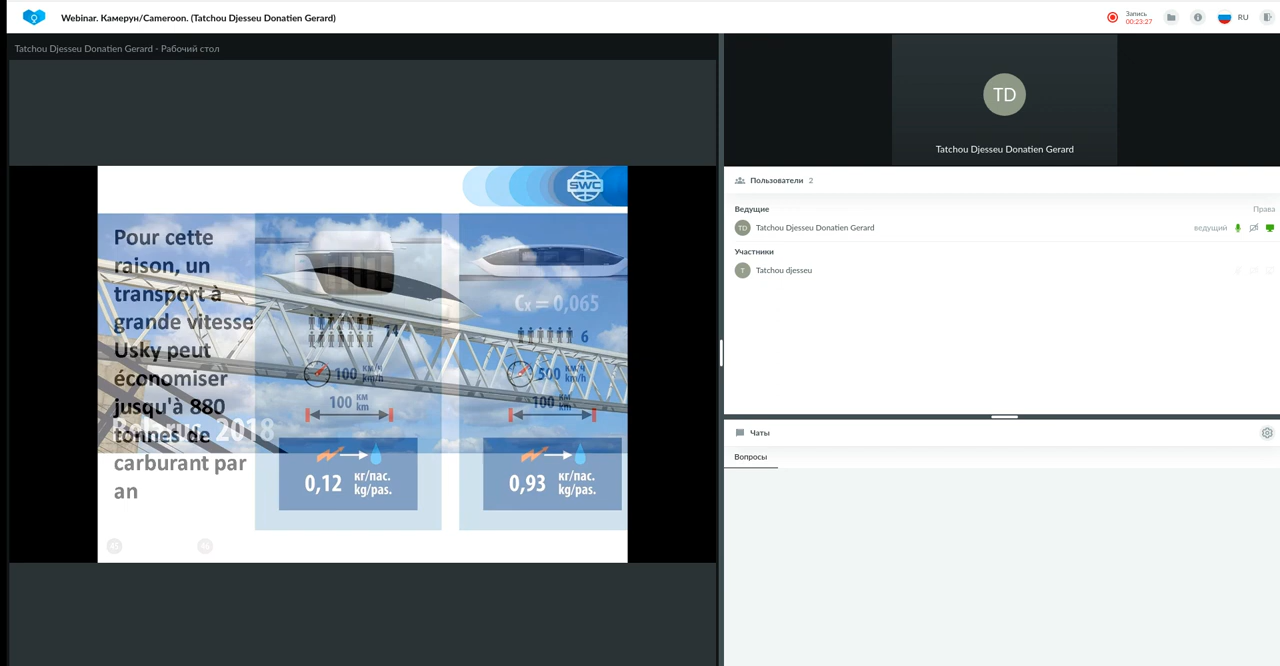 Webinar. Камерун/Cameroon. (Tatchou Djesseu Donatien Gerard)
Запись
00:23:27
RU
Tatchou Djesseu Donatien Gerard - Рабочий стол
SWC
Pour cette
raison, un
transport à
grande vitesse
Usky peut
économiser
jusqu'à 880
tonnes de
carburant par
an
Belarus, 2018
14
100 км/ч
km/h
100 км
km
0,12 кг/пас.
kg/pas.
Cx = 0,065
6
500 км/ч
km/h
100 км
km
0,93 кг/пас.
kg/pas.
45
46
TD
Tatchou Djesseu Donatien Gerard
Пользователи 2
Ведущие
Права
TD
Tatchou Djesseu Donatien Gerard
ведущий
Участники
T
Tatchou djesseu
Чаты
Вопросы